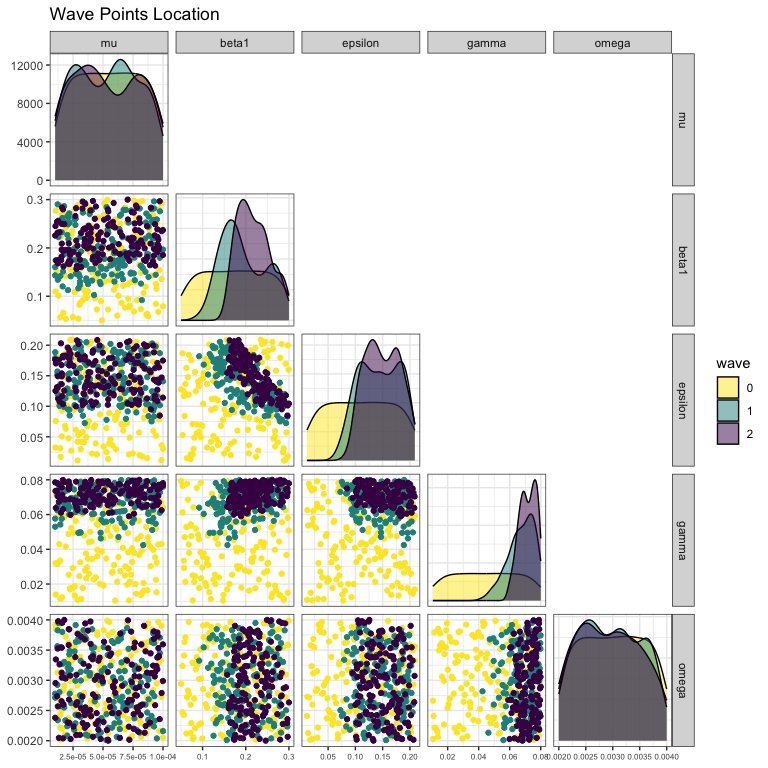 Wave Points Location
mu beta1 epsilon gamma omega
12000
8000
4000
0
mu
0.3
0.2
0.1
beta1
0.20
0.15
0.10
0.05
epsilon
wave
0
1
2
0.08
0.06
0.04
0.02
gamma
0.0040
0.0035
0.0030
0.0025
0.0020
omega
2.5e-05 5.0e-05 7.5e-05 1.0e-04 0.1 0.2 0.3 0.05 0.10 0.15 0.20 0.02 0.04 0.06 0.08 0.0020 0.0025 0.0030 0.0035 0.0040